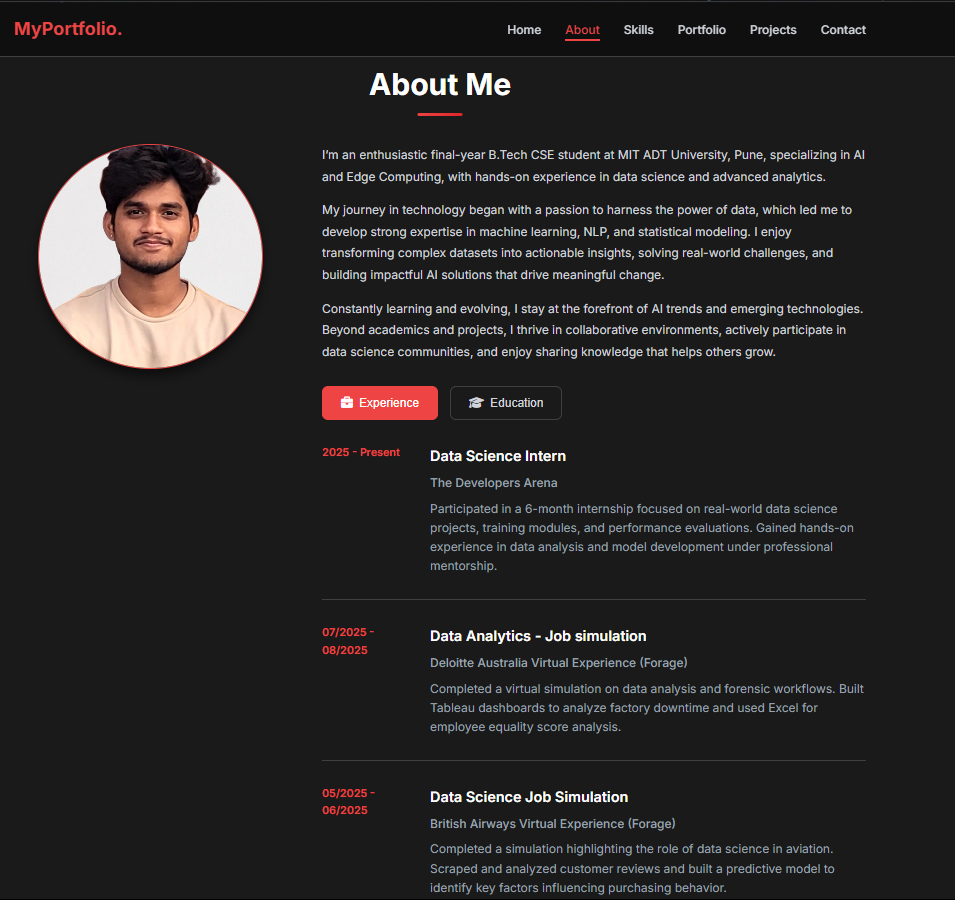 MyPortfolio.
Home About Skills Portfolio Projects Contact
About Me
I'm an enthusiastic final-year B.Tech CSE student at MIT ADT University, Pune, specializing in AI
and Edge Computing, with hands-on experience in data science and advanced analytics.
My journey in technology began with a passion to harness the power of data, which led me to
develop strong expertise in machine learning, NLP, and statistical modeling. I enjoy
transforming complex datasets into actionable insights, solving real-world challenges, and
building impactful AI solutions that drive meaningful change.
Constantly learning and evolving, I stay at the forefront of AI trends and emerging technologies.
Beyond academics and projects, I thrive in collaborative environments, actively participate in
data science communities, and enjoy sharing knowledge that helps others grow.
Experience Education
2025 - Present
Data Science Intern
The Developers Arena
Participated in a 6-month internship focused on real-world data science
projects, training modules, and performance evaluations. Gained hands-on
experience in data analysis and model development under professional
mentorship.
07/2025 -
08/2025
Data Analytics - Job simulation
Deloitte Australia Virtual Experience (Forage)
Completed a virtual simulation on data analysis and forensic workflows. Built
Tableau dashboards to analyze factory downtime and used Excel for
employee equality score analysis.
05/2025 -
06/2025
Data Science Job Simulation
British Airways Virtual Experience (Forage)
Completed a simulation highlighting the role of data science in aviation.
Scraped and analyzed customer reviews and built a predictive model to
identify key factors influencing purchasing behavior.